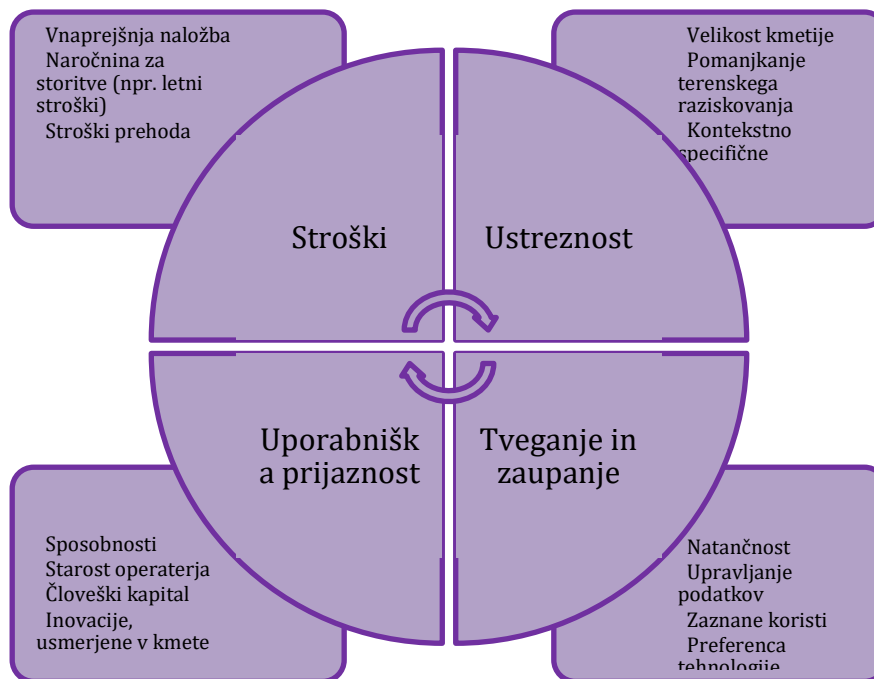 Vnaprejšnja naložba
Naročnina za
storitve (npr. letni
stroški)
Stroški prehoda
Velikost kmetije
Pomanjkanje
terenskega
raziskovanja
Kontekstno
specifične
Stroški
Ustreznost
Uporabnišk
a prijaznost
Tveganje in
zaupanje
Sposobnosti
Starost operaterja
Človeški kapital
Inovacije,
usmerjene v kmete
Natančnost
Upravljanje
podatkov
Zaznane koristi
Preferenca
tehnologije